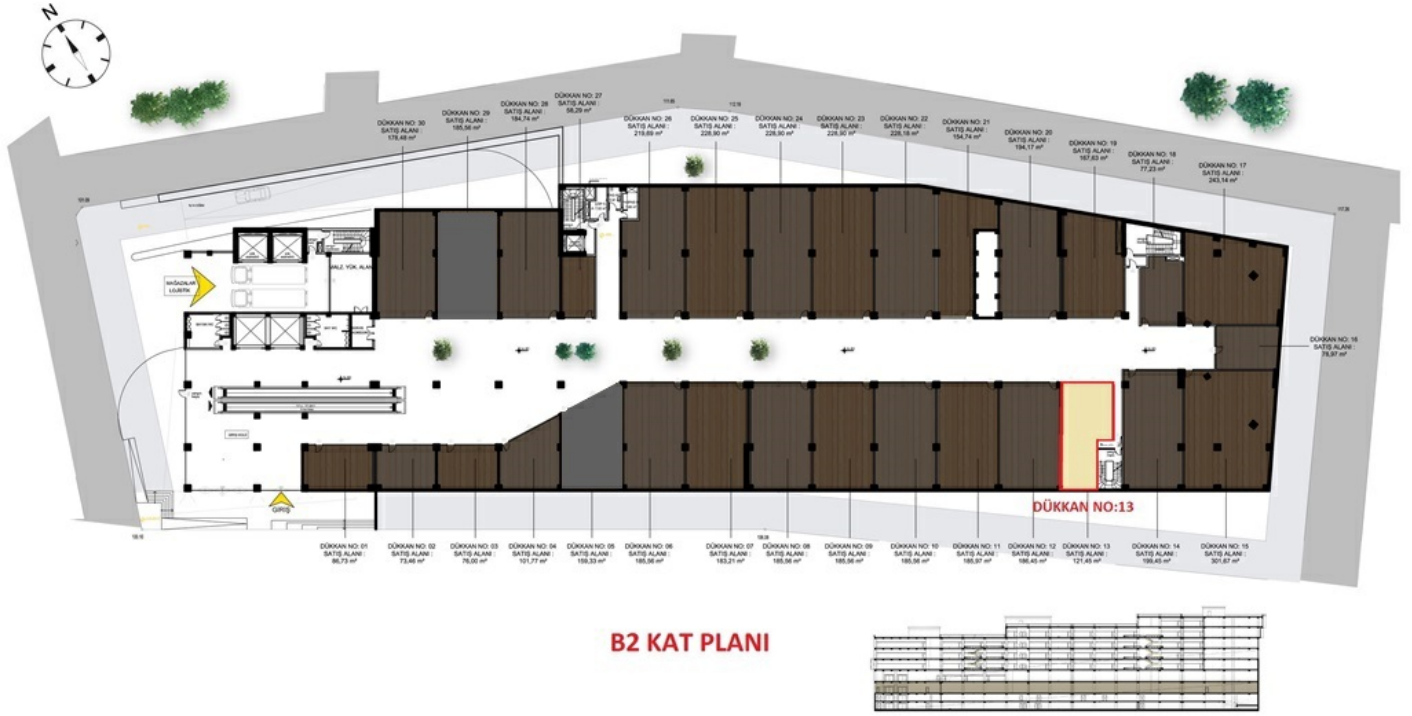 N
DÜKKAN NO: 30
SATIŞ ALANI :
178,48 m²
DÜKKAN NO: 29
SATIŞ ALANI :
185,56 m²
DÜKKAN NO: 28
SATIŞ ALANI :
184,74 m²
DÜKKAN NO: 27
SATIŞ ALANI :
58,29 m²
DÜKKAN NO: 26
SATIŞ ALANI :
219,69 m²
DÜKKAN NO: 25
SATIŞ ALANI :
228,90 m²
DÜKKAN NO: 24
SATIŞ ALANI :
228,90 m²
DÜKKAN NO: 23
SATIŞ ALANI :
228,90 m²
DÜKKAN NO: 22
SATIŞ ALANI :
228,18 m²
DÜKKAN NO: 21
SATIŞ ALANI :
154,74 m²
DÜKKAN NO: 20
SATIŞ ALANI :
194,17 m²
DÜKKAN NO: 19
SATIŞ ALANI :
167,63 m²
DÜKKAN NO: 18
SATIŞ ALANI :
77,23 m²
DÜKKAN NO: 17
SATIŞ ALANI :
243,14 m²
MALZ. YÜK. ALANI
MAĞAZALAR
LOJİSTİK
DÜKKAN NO: 16
SATIŞ ALANI :
78,97 m²
GİRİŞ
DÜKKAN NO:13
DÜKKAN NO: 01
SATIŞ ALANI :
86,73 m²
DÜKKAN NO: 02
SATIŞ ALANI :
73,46 m²
DÜKKAN NO: 03
SATIŞ ALANI :
76,00 m²
DÜKKAN NO: 04
SATIŞ ALANI :
101,77 m²
DÜKKAN NO: 05
SATIŞ ALANI :
159,33 m²
DÜKKAN NO: 06
SATIŞ ALANI :
185,56 m²
DÜKKAN NO: 07
SATIŞ ALANI :
183,21 m²
DÜKKAN NO: 08
SATIŞ ALANI :
185,56 m²
DÜKKAN NO: 09
SATIŞ ALANI :
185,56 m²
DÜKKAN NO: 10
SATIŞ ALANI :
185,56 m²
DÜKKAN NO: 11
SATIŞ ALANI :
185,97 m²
DÜKKAN NO: 12
SATIŞ ALANI :
186,45 m²
DÜKKAN NO: 13
SATIŞ ALANI :
121,45 m²
DÜKKAN NO: 14
SATIŞ ALANI :
199,45 m²
DÜKKAN NO: 15
SATIŞ ALANI :
301,67 m²
B2 KAT PLANI